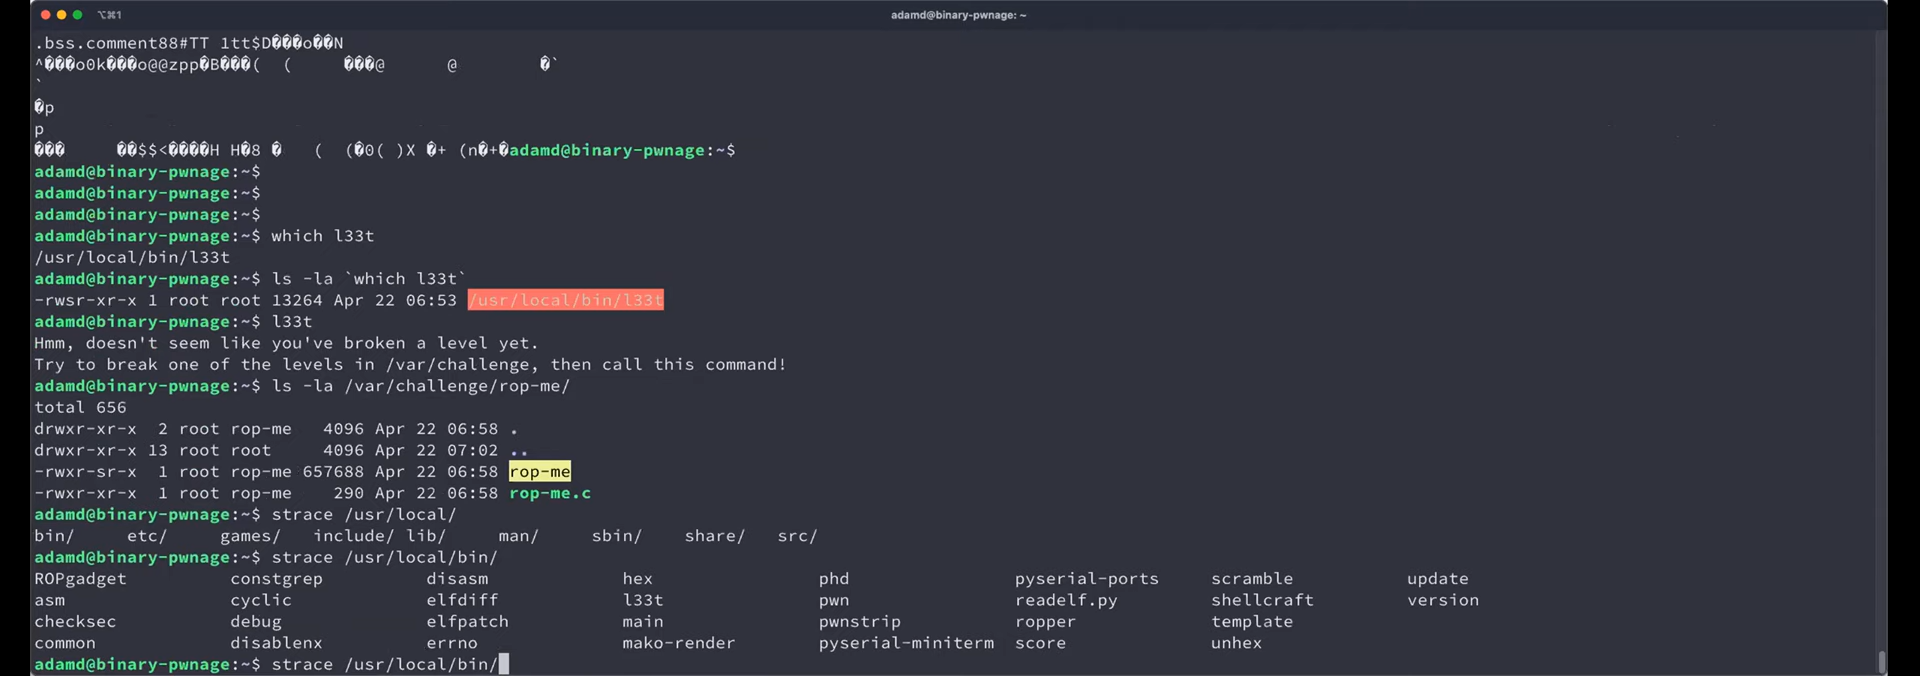 ⌥⌘1
adamd@binary-pwnage: ~
.bss.comment88#TT 1tt$D���o��N
^���o0k���o@@zpp�B���(  (      ���@       @          �`
`
�p
p
���      ��$$<����H H�8 �    (  (�0( )X �+ (n�+�adamd@binary-pwnage:~$
adamd@binary-pwnage:~$
adamd@binary-pwnage:~$
adamd@binary-pwnage:~$
adamd@binary-pwnage:~$ which l33t
/usr/local/bin/l33t
adamd@binary-pwnage:~$ ls -la `which l33t`
-rwsr-xr-x 1 root root 13264 Apr 22 06:53 /usr/local/bin/l33t
adamd@binary-pwnage:~$ l33t
Hmm, doesn't seem like you've broken a level yet.
Try to break one of the levels in /var/challenge, then call this command!
adamd@binary-pwnage:~$ ls -la /var/challenge/rop-me/
total 656
drwxr-xr-x  2 root rop-me   4096 Apr 22 06:58 .
drwxr-xr-x 13 root root     4096 Apr 22 07:02 ..
-rwxr-sr-x  1 root rop-me 657688 Apr 22 06:58 rop-me
-rwxr-xr-x  1 root rop-me    290 Apr 22 06:58 rop-me.c
adamd@binary-pwnage:~$ strace /usr/local/
bin/     etc/     games/   include/ lib/     man/     sbin/    share/   src/
adamd@binary-pwnage:~$ strace /usr/local/bin/
ROPgadget          constgrep          disasm             hex                phd                pyserial-ports     scramble           update
asm                cyclic             elfdiff            l33t               pwn                readelf.py         shellcraft         version
checksec           debug              elfpatch           main               pwnstrip           ropper             template
common             disablenx          errno              mako-render        pyserial-miniterm  score              unhex
adamd@binary-pwnage:~$ strace /usr/local/bin/